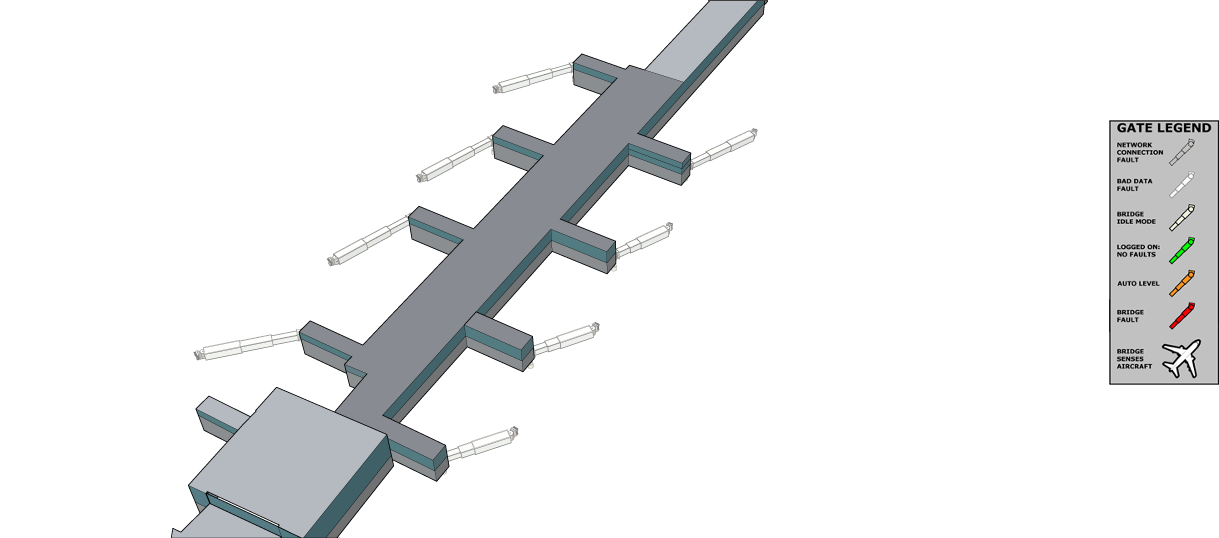 GATE LEGEND
NETWORK
CONNECTION
FAULT
BAD DATA
FAULT
BRIDGE
IDLE MODE
LOGGED ON:
NO FAULTS
AUTO LEVEL
BRIDGE
FAULT
BRIDGE
SENSES
AIRCRAFT